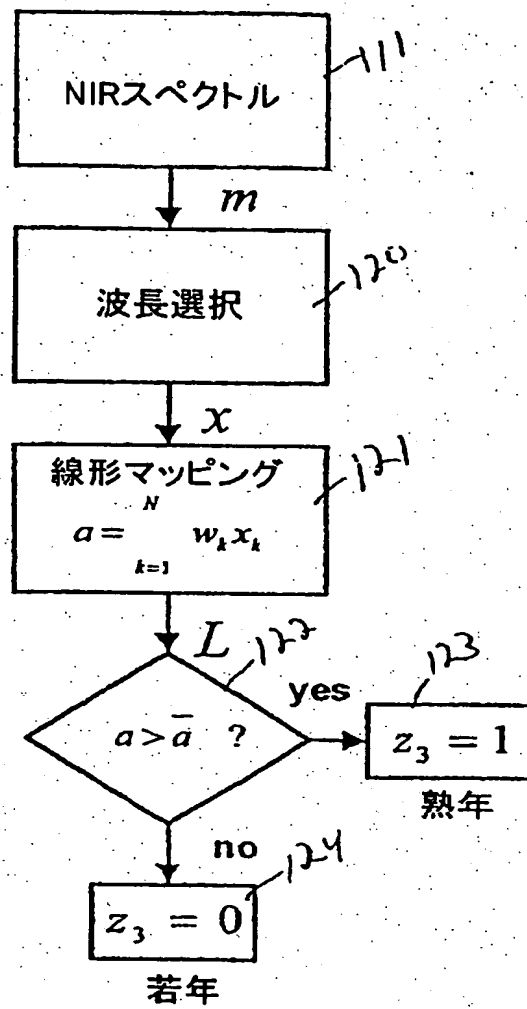 NIRスペクトル
111
m
波長選択
120
x
線形マッピング
N
a = w_k x_k
k=1
121
L
122
a > a̅ ?
yes
123
z_3 = 1
熟年
no
124
z_3 = 0
若年